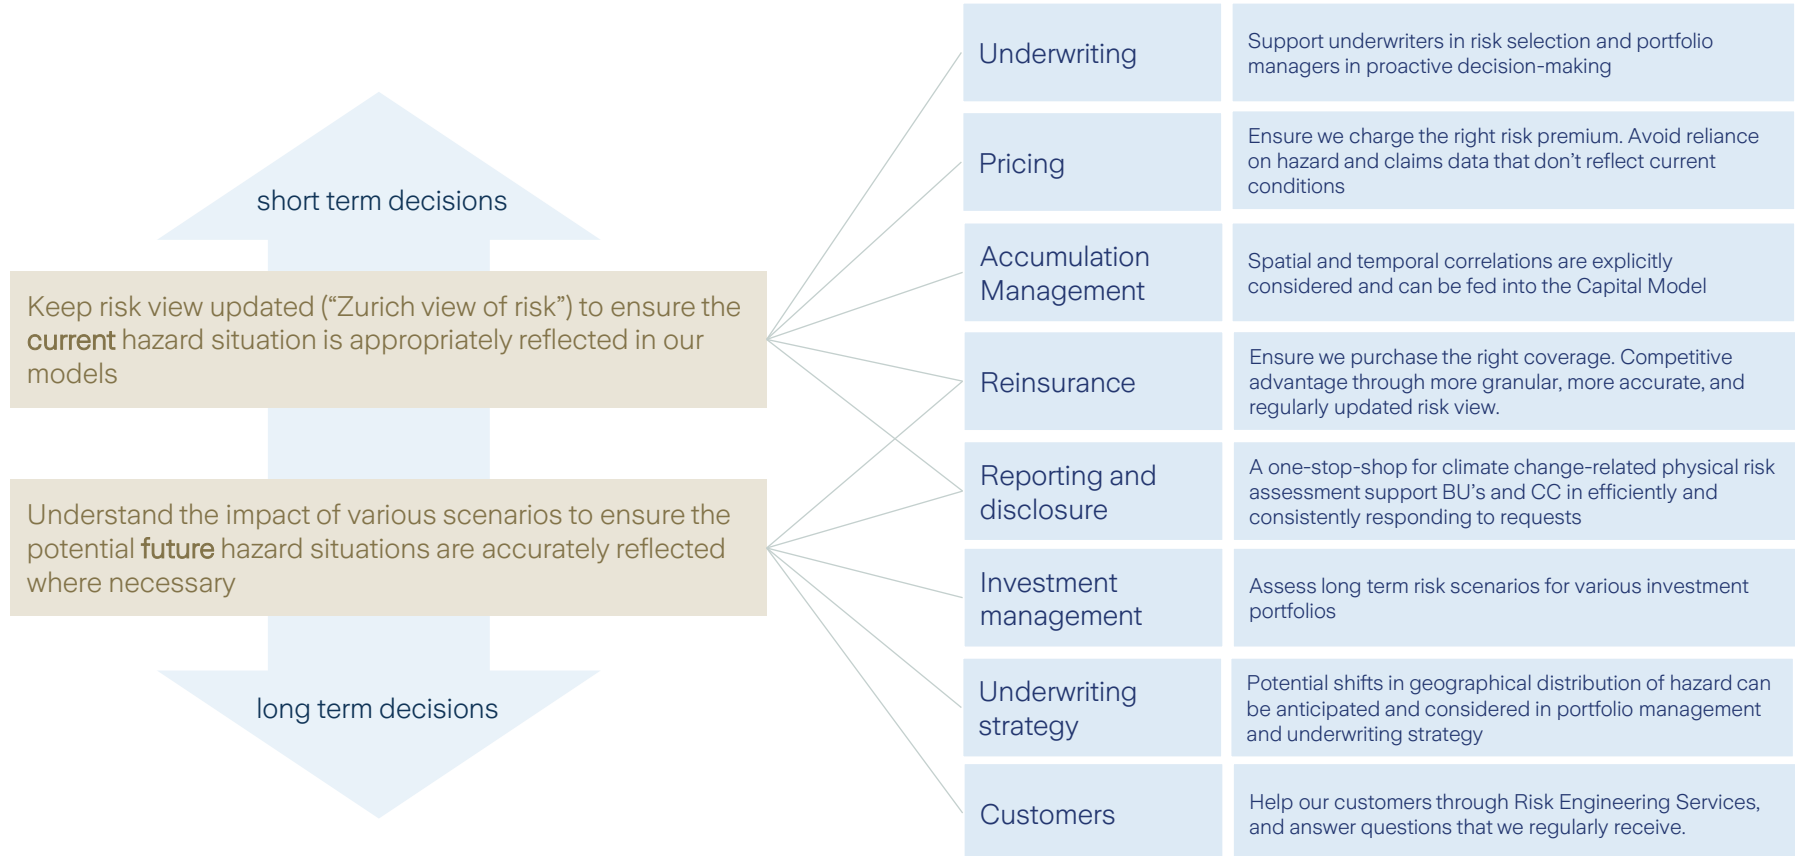 short term decisions
Keep risk view updated (“Zurich view of risk”) to ensure the
current hazard situation is appropriately reflected in our
models
Understand the impact of various scenarios to ensure the
potential future hazard situations are accurately reflected
where necessary
long term decisions
Underwriting
Support underwriters in risk selection and portfolio
managers in proactive decision-making
Pricing
Ensure we charge the right risk premium. Avoid reliance
on hazard and claims data that don’t reflect current
conditions
Accumulation
Management
Spatial and temporal correlations are explicitly
considered and can be fed into the Capital Model
Reinsurance
Ensure we purchase the right coverage. Competitive
advantage through more granular, more accurate, and
regularly updated risk view.
Reporting and
disclosure
A one-stop-shop for climate change-related physical risk
assessment support BU’s and CC in efficiently and
consistently responding to requests
Investment
management
Assess long term risk scenarios for various investment
portfolios
Underwriting
strategy
Potential shifts in geographical distribution of hazard can
be anticipated and considered in portfolio management
and underwriting strategy
Customers
Help our customers through Risk Engineering Services,
and answer questions that we regularly receive.